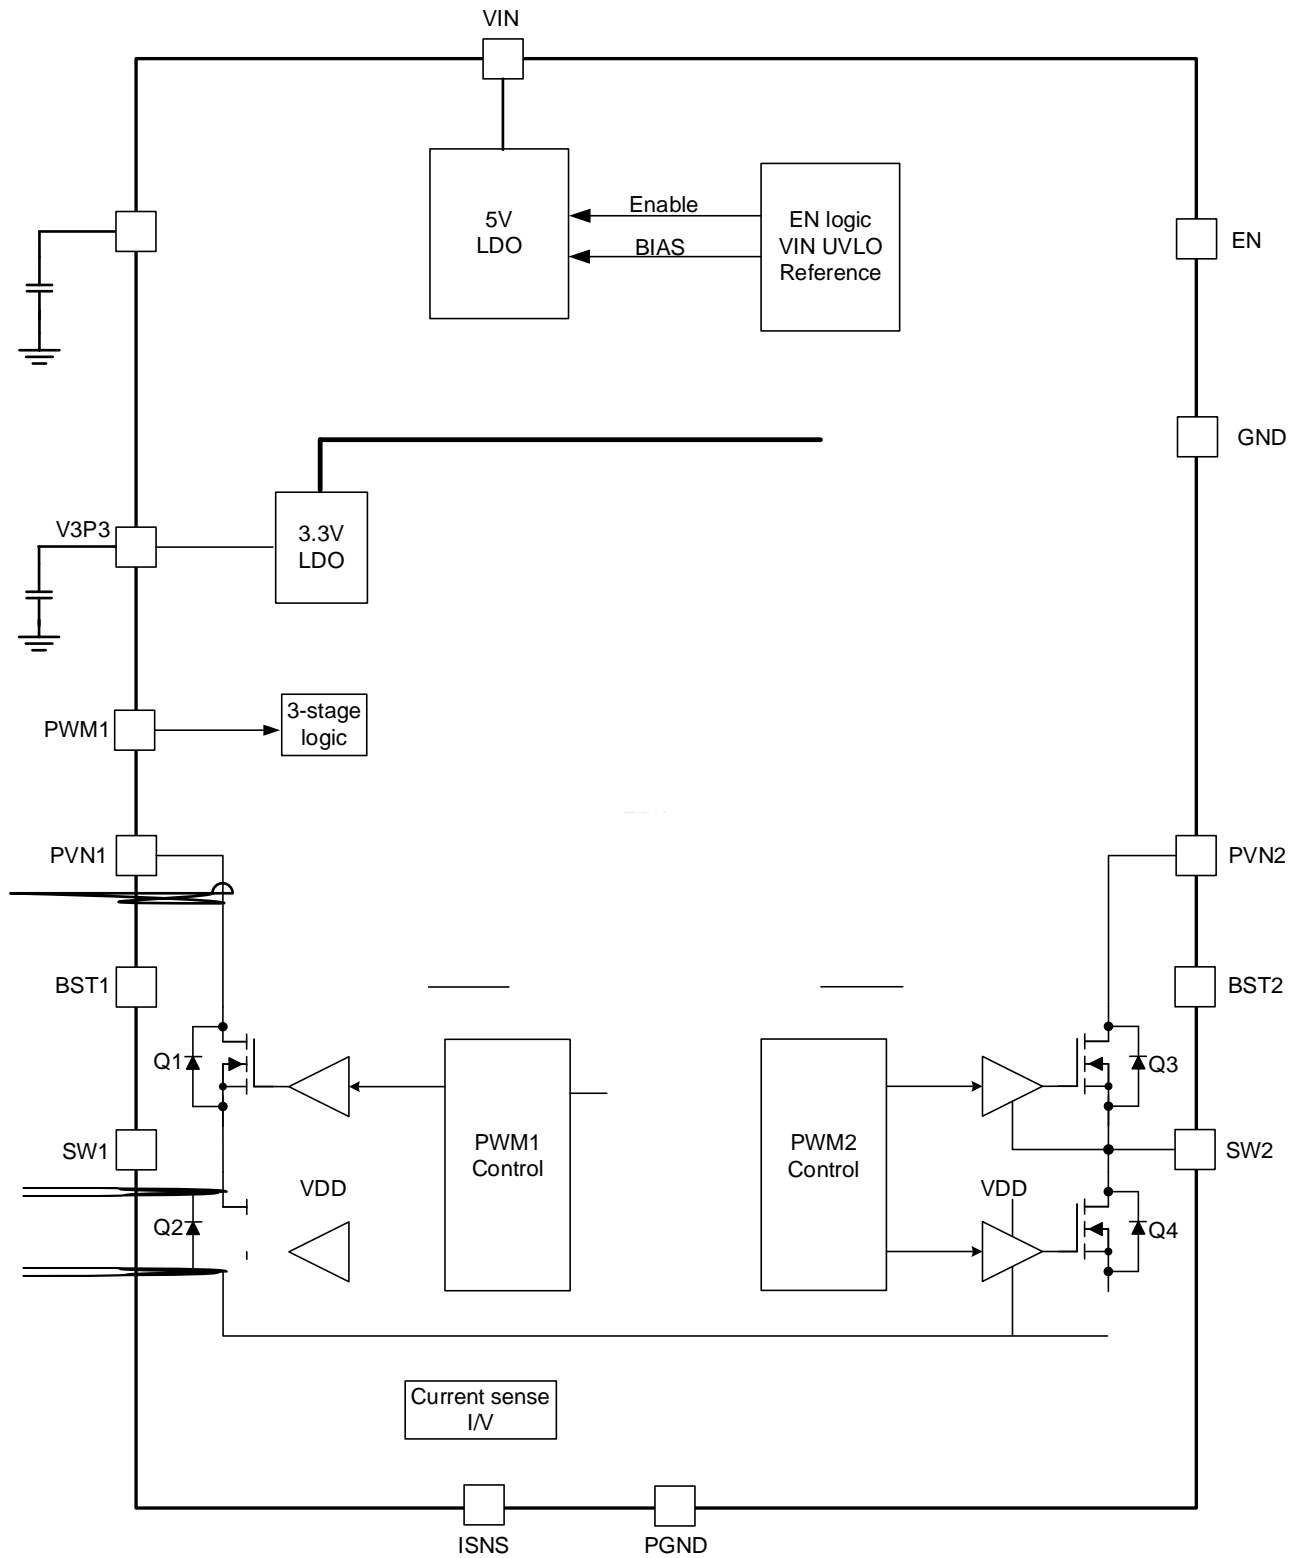 VIN
5V
LDO
Enable
BIAS
EN logic
VIN UVLO
Reference
EN
GND
V3P3
3.3V
LDO
PWM1
3-stage
logic
PVN1
PVN2
BST1
BST2
Q1
Q3
SW1
PWM1
Control
PWM2
Control
SW2
VDD
VDD
Q2
Q4
Current sense
I/V
ISNS
PGND